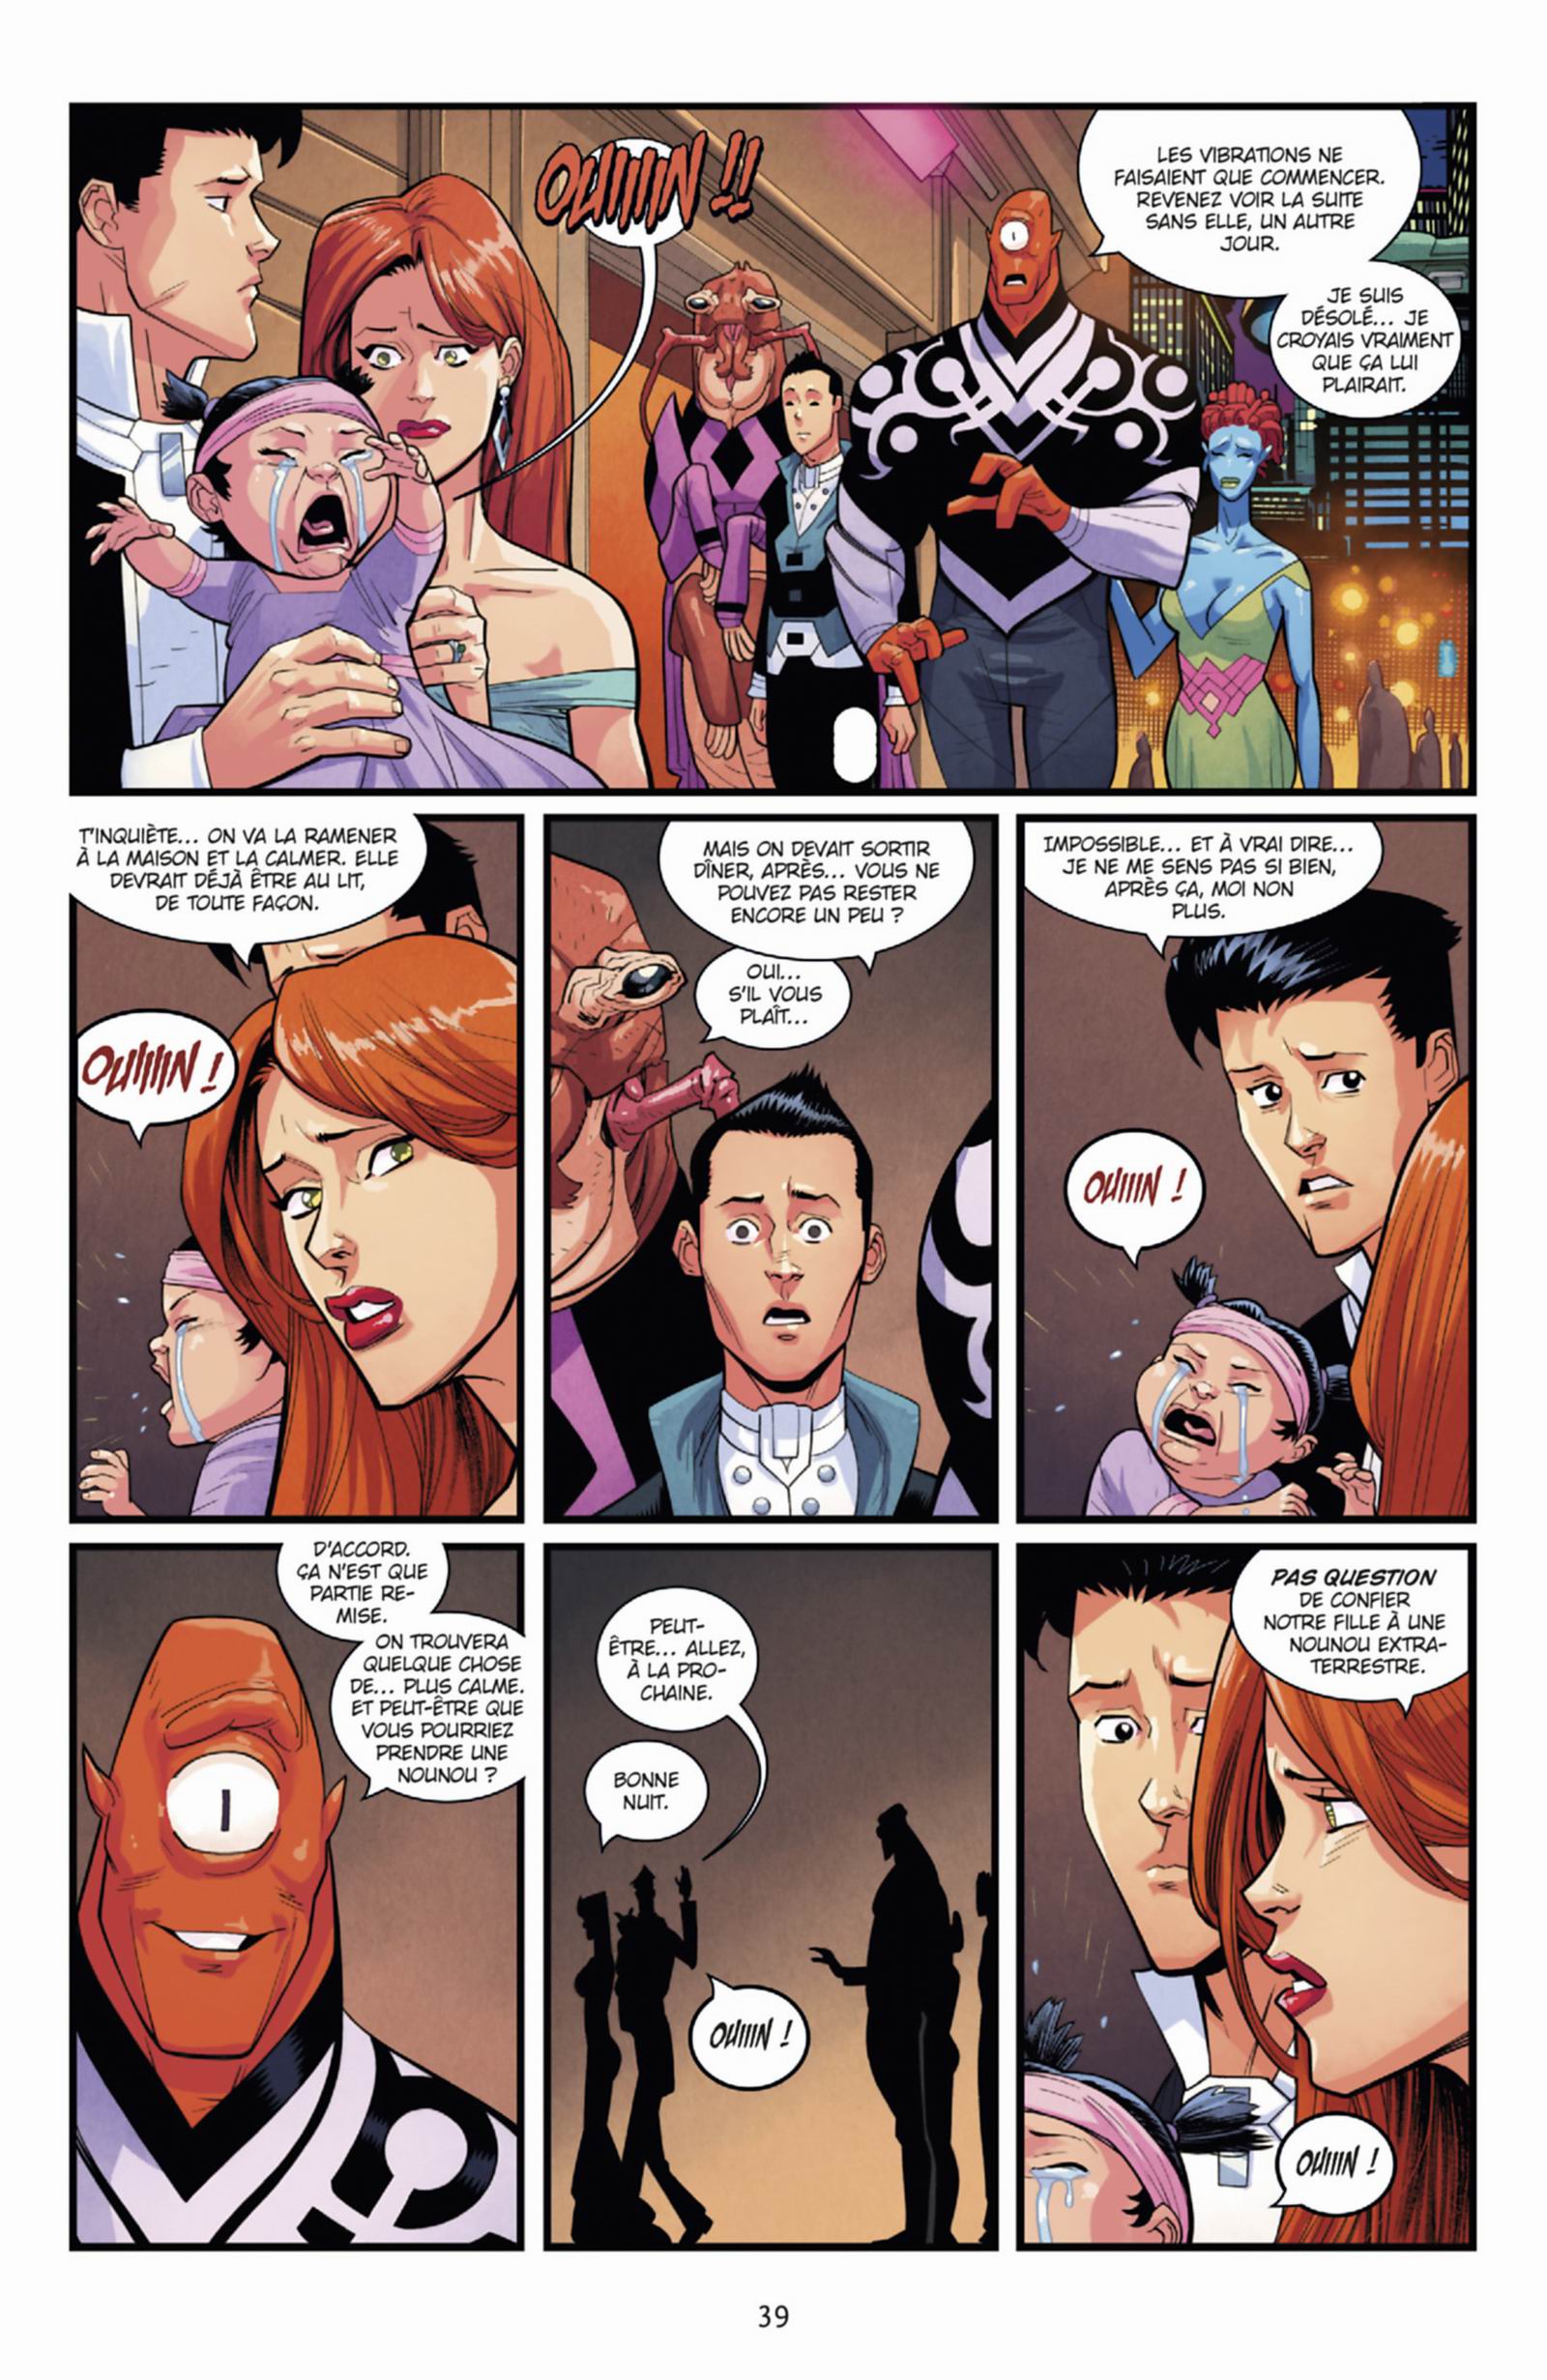 OUIIIN !!
LES VIBRATIONS NE
FAISAIENT QUE COMMENCER.
REVENEZ VOIR LA SUITE
SANS ELLE, UN AUTRE
JOUR.
JE SUIS
DÉSOLÉ... JE
CROYAIS VRAIMENT
QUE ÇA LUI
PLAIRAIT.
T'INQUIÈTE... ON VA LA RAMENER
À LA MAISON ET LA CALMER. ELLE
DEVRAIT DÉJÀ ÊTRE AU LIT,
DE TOUTE FAÇON.
OUIIIN !
MAIS ON DEVAIT SORTIR
DÎNER, APRÈS... VOUS NE
POUVEZ PAS RESTER
ENCORE UN PEU ?
OUI...
S'IL VOUS
PLAÎT...
IMPOSSIBLE... ET À VRAI DIRE...
JE NE ME SENS PAS SI BIEN,
APRÈS ÇA, MOI NON
PLUS.
OUIIIN !
D'ACCORD.
ÇA N'EST QUE
PARTIE RE-
MISE.
ON TROUVERA
QUELQUE CHOSE
DE... PLUS CALME.
ET PEUT-ÊTRE QUE
VOUS POURRIEZ
PRENDRE UNE
NOUNOU ?
PEUT-
ÊTRE... ALLEZ,
À LA PRO-
CHAINE.
BONNE
NUIT.
OUIIIN !
PAS QUESTION
DE CONFIER
NOTRE FILLE À UNE
NOUNOU EXTRA-
TERRESTRE.
OUIIIN !
39